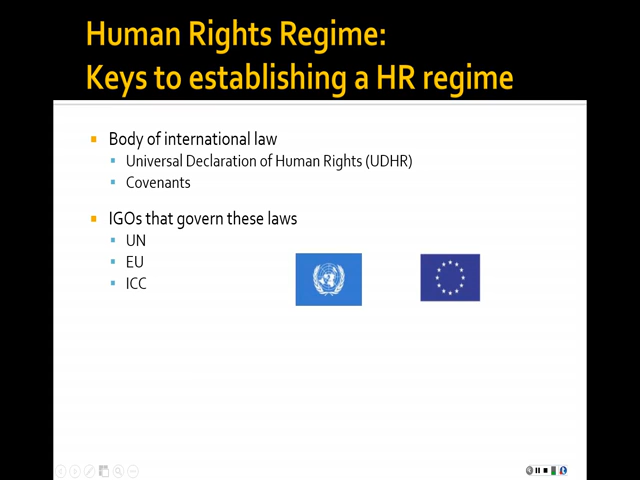 Human Rights Regime:
Keys to establishing a HR regime
Body of international law
Universal Declaration of Human Rights (UDHR)
Covenants
IGOs that govern these laws
UN
EU
ICC